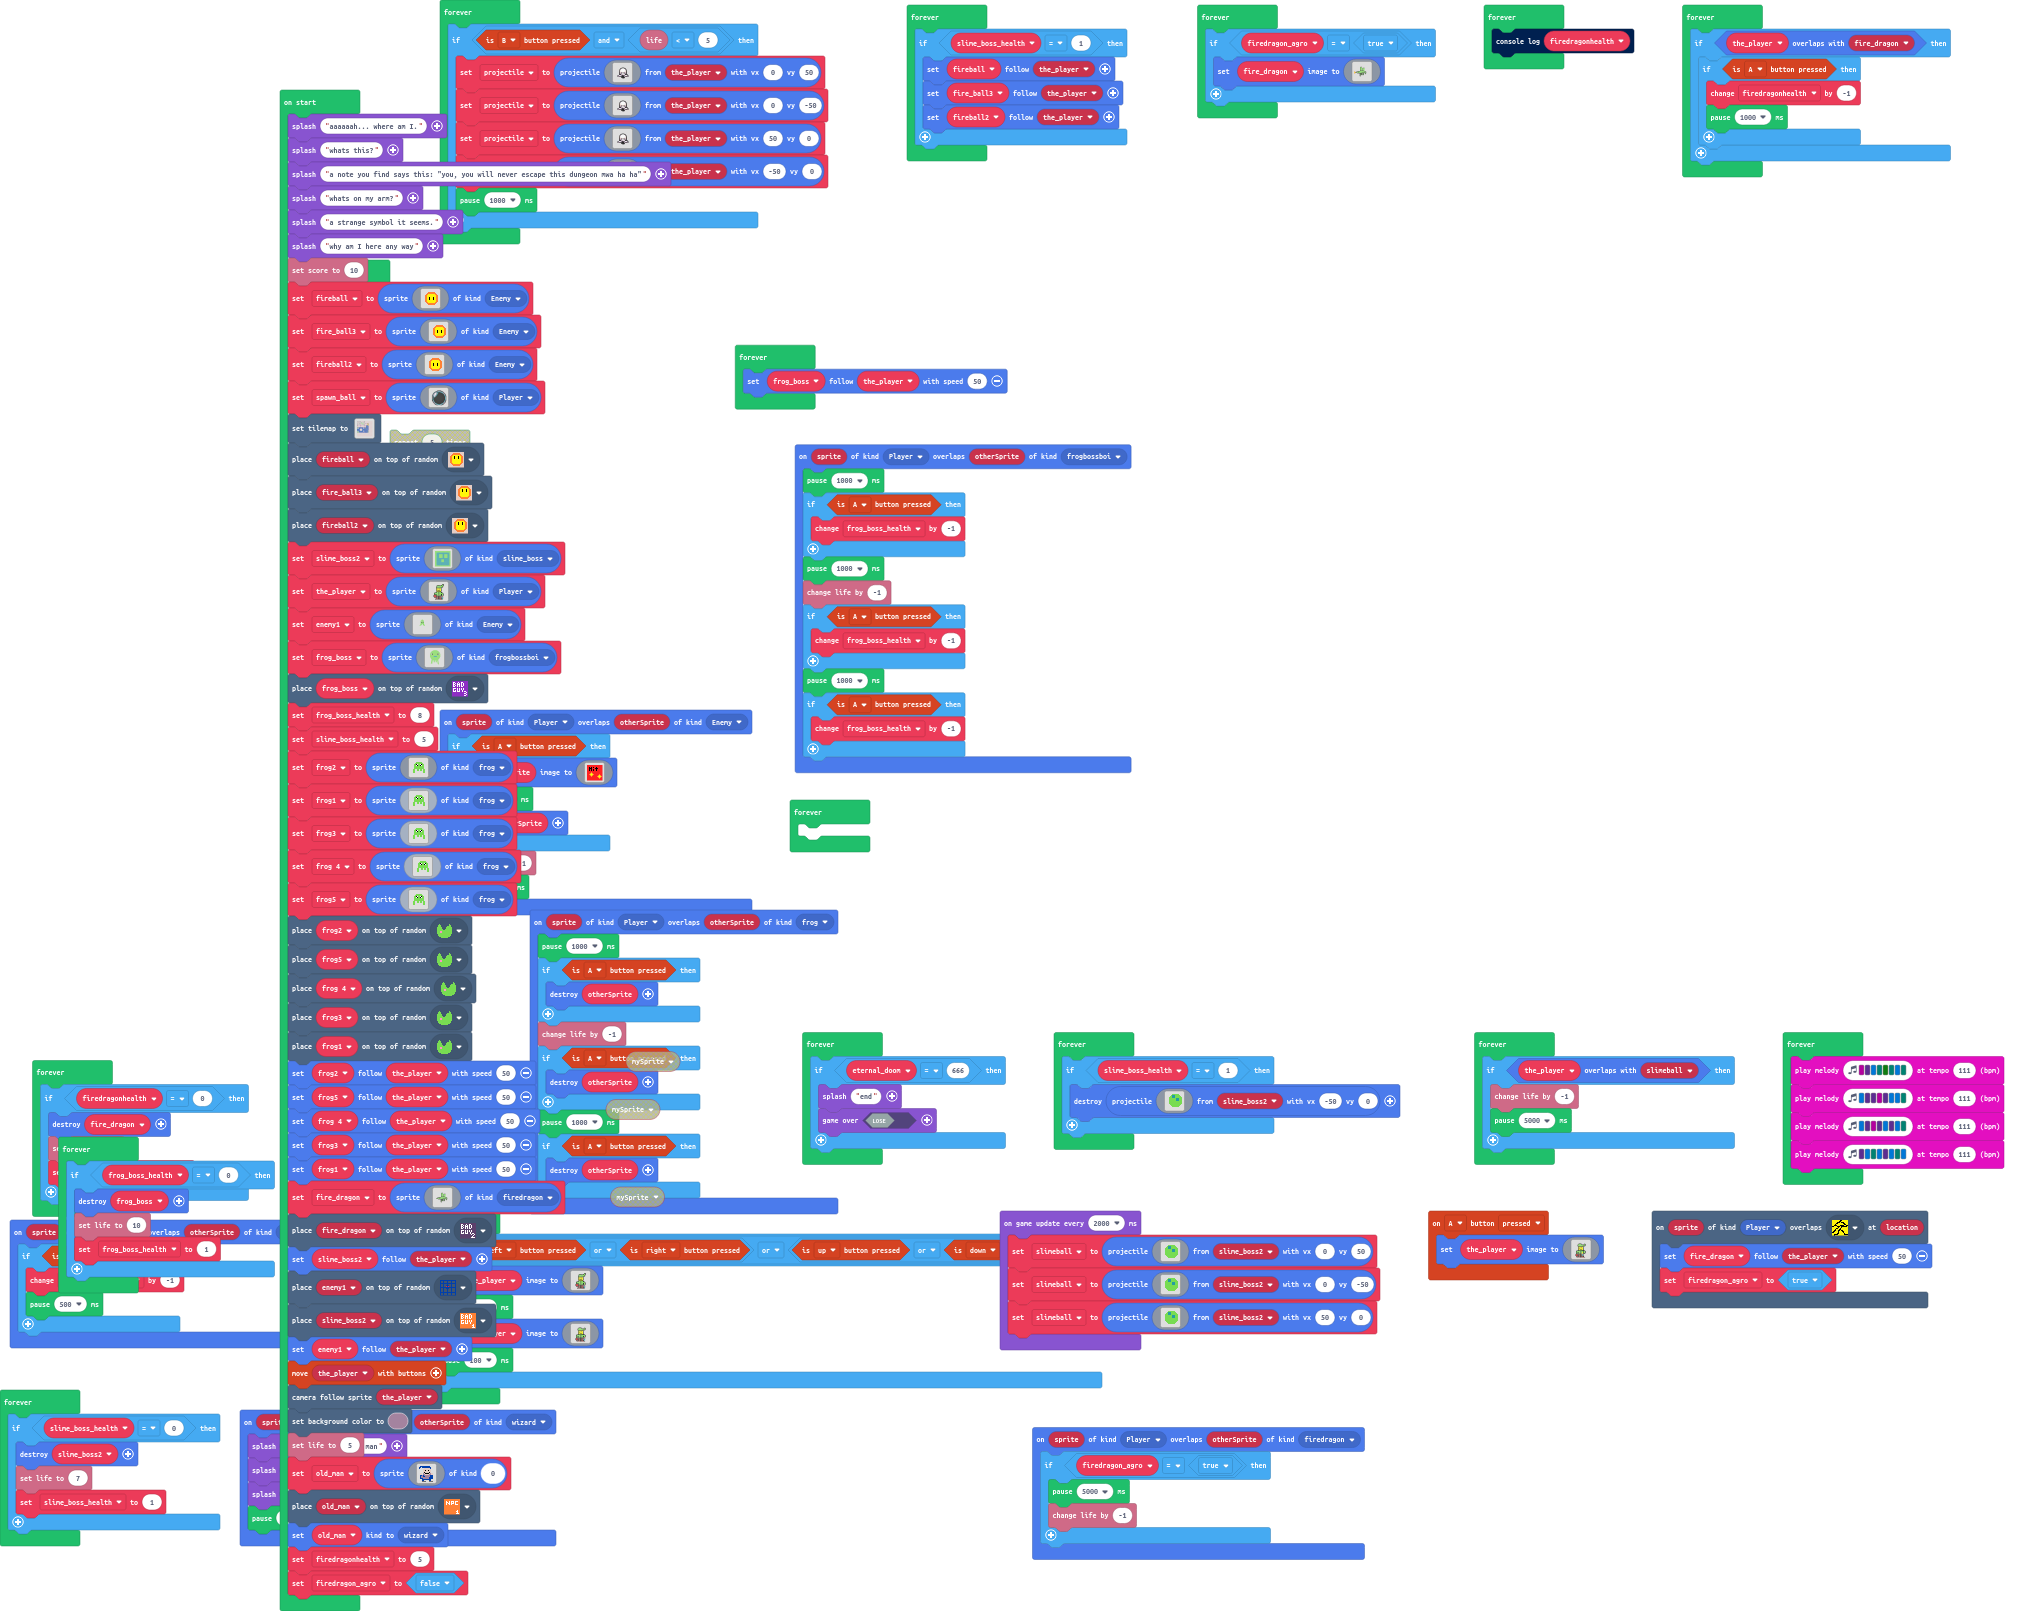 forever
if is B button pressed and life < 5 then
set projectile to projectile from the_player with vx 0 vy 50
set projectile to projectile from the_player with vx 0 vy -50
set projectile to projectile from the_player with vx 50 vy 0
the_player with vx -50 vy 0
pause 1000 ms
forever
if slime_boss_health = 1 then
set fireball follow the_player
set fire_ball3 follow the_player
set fireball2 follow the_player
forever
if firedragon_agro = true then
set fire_dragon image to
forever
console log firedragonhealth
forever
if the_player overlaps with fire_dragon then
if is A button pressed then
change firedragonhealth by -1
pause 1000 ms
on start
splash "aaaaaah... where am I."
splash "whats this?"
splash "a note you find says this: "you, you will never escape this dungeon mwa ha ha""
splash "whats on my arm?"
splash "a strange symbol it seems."
splash "why am I here any way"
set score to 10
set fireball to sprite of kind Enemy
set fire_ball3 to sprite of kind Enemy
set fireball2 to sprite of kind Enemy
set spawn_ball to sprite of kind Player
set tilemap to
place fireball on top of random
place fire_ball3 on top of random
place fireball2 on top of random
set slime_boss2 to sprite of kind slime_boss
set the_player to sprite of kind Player
set enemy1 to sprite of kind Enemy
set frog_boss to sprite of kind frogbossboi
place frog_boss on top of random BAD GUY 3
set frog_boss_health to 8
set slime_boss_health to 5
set frog2 to sprite of kind frog
set frog1 to sprite of kind frog
set frog3 to sprite of kind frog
set frog 4 to sprite of kind frog
set frog5 to sprite of kind frog
place frog2 on top of random
place frog5 on top of random
place frog 4 on top of random
place frog3 on top of random
place frog1 on top of random
set frog2 follow the_player with speed 50
set frog5 follow the_player with speed 50
set frog 4 follow the_player with speed 50
set frog3 follow the_player with speed 50
set frog1 follow the_player with speed 50
set fire_dragon to sprite of kind firedragon
place fire_dragon on top of random BAD GUY 2
set slime_boss2 follow the_player
place enemy1 on top of random
place slime_boss2 on top of random BAD GUY 1
set enemy1 follow the_player
move the_player with buttons
camera follow sprite the_player
set background color to
set life to 5
set old_man to sprite of kind 0
place old_man on top of random NPC 1
set old_man kind to wizard
set firedragonhealth to 5
set firedragon_agro to false
forever
set frog_boss follow the_player with speed 50
on sprite of kind Player overlaps otherSprite of kind frogbossboi
pause 1000 ms
if is A button pressed then
change frog_boss_health by -1
pause 1000 ms
change life by -1
if is A button pressed then
change frog_boss_health by -1
pause 1000 ms
if is A button pressed then
change frog_boss_health by -1
on sprite of kind Player overlaps otherSprite of kind Enemy
if is A button pressed then
image to
ms
Sprite
ms
forever
on sprite of kind Player overlaps otherSprite of kind frog
pause 1000 ms
if is A button pressed then
destroy otherSprite
change life by -1
if is A then
mySprite
destroy otherSprite
mySprite
pause 1000 ms
if is A button pressed then
destroy otherSprite
mySprite
button pressed or is right button pressed or is up button pressed or is down
image to
ms
image to
100 ms
forever
if firedragonhealth = 0 then
destroy fire_dragon
forever
if frog_boss_health = 0 then
destroy frog_boss
set life to 10
set frog_boss_health to 1
on sprite overlaps otherSprite of kind
if
change by -1
pause 500 ms
forever
if slime_boss_health = 0 then
destroy slime_boss2
set life to 7
set slime_boss_health to 1
on otherSprite of kind wizard
splash man"
splash
splash
pause
forever
if eternal_doom = 666 then
splash "end"
game over LOSE
forever
if slime_boss_health = 1 then
destroy projectile from slime_boss2 with vx -50 vy 0
forever
if the_player overlaps with slimeball then
change life by -1
pause 5000 ms
forever
play melody at tempo 111 (bpm)
play melody at tempo 111 (bpm)
play melody at tempo 111 (bpm)
play melody at tempo 111 (bpm)
on game update every 2000 ms
set slimeball to projectile from slime_boss2 with vx 0 vy 50
set slimeball to projectile from slime_boss2 with vx 0 vy -50
set slimeball to projectile from slime_boss2 with vx 50 vy 0
on A button pressed
set the_player image to
on sprite of kind Player overlaps at location
set fire_dragon follow the_player with speed 50
set firedragon_agro to true
on sprite of kind Player overlaps otherSprite of kind firedragon
if firedragon_agro = true then
pause 5000 ms
change life by -1